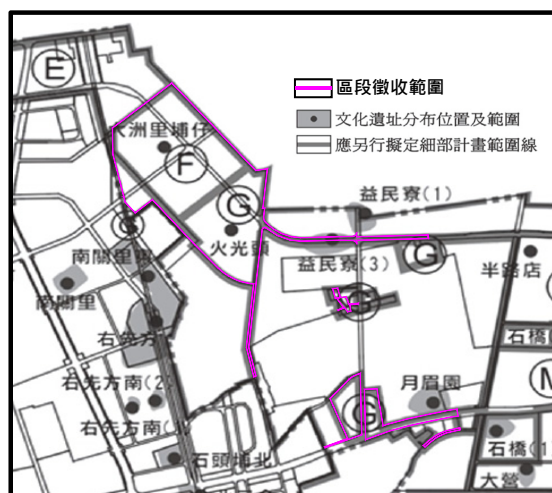 區段徵收範圍
文化遺址分布位置及範圍
應另行擬定細部計畫範圍線
E
大洲里埔仔
F
益民寮(1)
G
G
火光頭
南關里東
益民寮(3)
G
半路店
南關里
G
右先方
石橋(
右先方南(2)
月眉園
M
G
右先方南(
石橋(1)
石頭埔北
大營